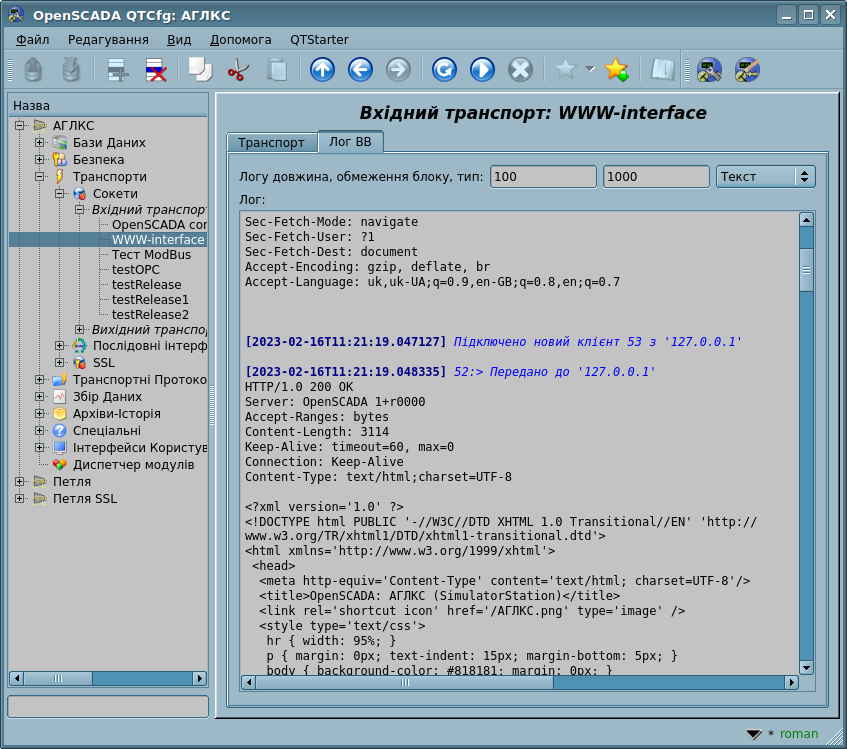 OpenSCADA QTCfg: АГЛКС
Файл Редагування Вид Допомога QTStarter
Назва
АГЛКС
Бази Даних
Безпека
Транспорти
Сокети
Вхідний транспорт
OpenSCADA con
WWW-interface
Тест ModBus
testOPC
testRelease
testRelease1
testRelease2
Вихідний транспо
Послідовні інтерф
SSL
Транспортні Протоко
Збір Даних
Архіви-Історія
Спеціальні
Інтерфейси Користув
Диспетчер модулів
Петля
Петля SSL
Вхідний транспорт: WWW-interface
Транспорт Лог ВВ
Логу довжина, обмеження блоку, тип: 100 1000 Текст
Лог:
Sec-Fetch-Mode: navigate
Sec-Fetch-User: ?1
Sec-Fetch-Dest: document
Accept-Encoding: gzip, deflate, br
Accept-Language: uk,uk-UA;q=0.9,en-GB;q=0.8,en;q=0.7
[2023-02-16T11:21:19.047127] Підключено новий клієнт 53 з '127.0.0.1'
[2023-02-16T11:21:19.048335] 52:> Передано до '127.0.0.1'
HTTP/1.0 200 OK
Server: OpenSCADA 1+r0000
Accept-Ranges: bytes
Content-Length: 3114
Keep-Alive: timeout=60, max=0
Connection: Keep-Alive
Content-Type: text/html;charset=UTF-8
<?xml version='1.0' ?>
<!DOCTYPE html PUBLIC '-//W3C//DTD XHTML 1.0 Transitional//EN' 'http://
www.w3.org/TR/xhtml1/DTD/xhtml1-transitional.dtd'>
<html xmlns='http://www.w3.org/1999/xhtml'>
<head>
<meta http-equiv='Content-Type' content='text/html; charset=UTF-8'/>
<title>OpenSCADA: АГЛКС (SimulatorStation)</title>
<link rel='shortcut icon' href='/АГЛКС.png' type='image' />
<style type='text/css'>
hr { width: 95%; }
p { margin: 0px; text-indent: 15px; margin-bottom: 5px; }
body { background-color: #818181; margin: 0px; }
* roman